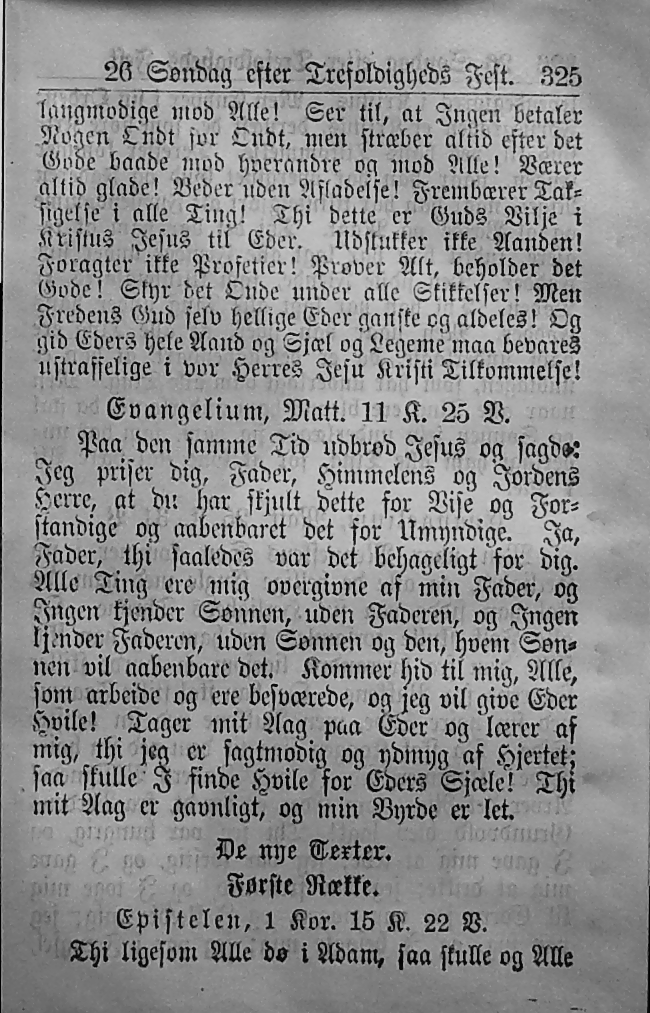 26 Søndag efter Trefoldigheds Fest. 325
langmodige mod Alle! Ser til, at Ingen betaler
Nogen Ondt for Ondt, men stræber altid efter det
Gode baade mod hverandre og mod Alle! Værer
altid glade! Beder uden Afladelse! Frembærer Tak-
sigelse i alle Ting! Thi dette er Guds Vilje i
Kristus Jesus til Eder. Udslukker ikke Aanden!
Foragter ikke Profetier! Prøver Alt, beholder det
Gode! Skyr det Onde under alle Skikkelser! Men
Fredens Gud selv hellige Eder ganske og aldeles! Og
gid Eders hele Aand og Sjæl og Legeme maa bevares
ustraffelige i vor Herres Jesu Kristi Tilkommelse!
Evangelium, Matt. 11 K. 25 V.
Paa den samme Tid udbrød Jesus og sagde:
Jeg priser dig, Fader, Himmelens og Jordens
Herre, at du har skjult dette for Vise og For-
standige og aabenbaret det for Umyndige. Ja,
Fader, thi saaledes var det behageligt for dig.
Alle Ting ere mig overgivne af min Fader, og
Ingen kjender Sønnen, uden Faderen, og Ingen
kjender Faderen, uden Sønnen og den, hvem Søn-
nen vil aabenbare det. Kommer hid til mig, Alle,
som arbeide og ere besværede, og jeg vil give Eder
Hvile! Tager mit Aag paa Eder og lærer af
mig, thi jeg er sagtmodig og ydmyg af Hjertet;
saa skulle I finde Hvile for Eders Sjæle! Thi
mit Aag er gavnligt, og min Byrde er let.
De nye Texter.
Første Række.
Epistelen, 1 Kor. 15 K. 22 V.
Thi ligesom Alle dø i Adam, saa skulle og Alle